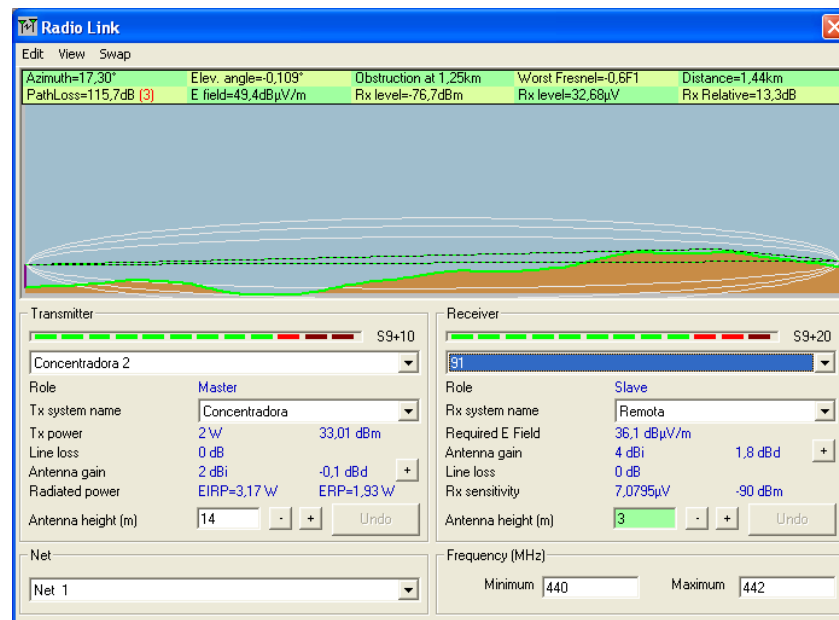 Radio Link
Edit View Swap
Azimuth=17,30° Elev. angle=-0,109° Obstruction at 1,25km Worst Fresnel=-0,6F1 Distance=1,44km
PathLoss=115,7dB (3) E field=49,4dBµV/m Rx level=-76,7dBm Rx level=32,68µV Rx Relative=13,3dB
Transmitter
S9+10
Concentradora 2
Role Master
Tx system name Concentradora
Tx power 2 W 33,01 dBm
Line loss 0 dB
Antenna gain 2 dBi -0,1 dBd +
Radiated power EIRP=3,17 W ERP=1,93 W
Antenna height (m) 14 - + Undo
Receiver
S9+20
91
Role Slave
Rx system name Remota
Required E Field 36,1 dBµV/m
Antenna gain 4 dBi 1,8 dBd +
Line loss 0 dB
Rx sensitivity 7,0795µV -90 dBm
Antenna height (m) 3 - + Undo
Net
Net 1
Frequency (MHz)
Minimum 440 Maximum 442